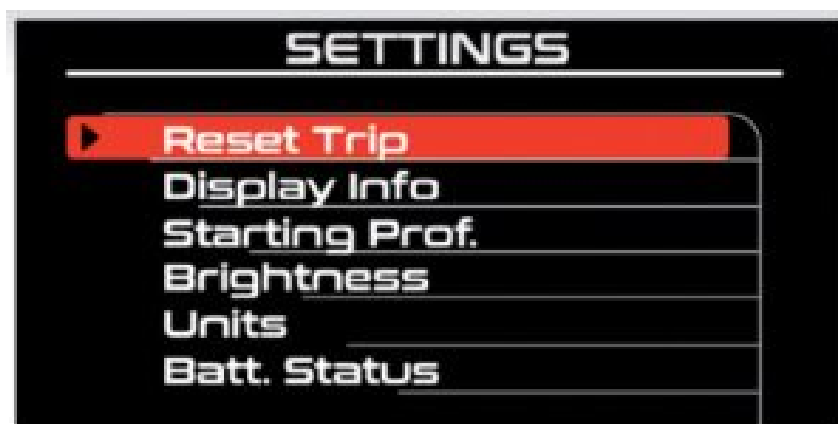 SETTINGS
Reset Trip
Display Info
Starting Prof.
Brightness
Units
Batt. Status